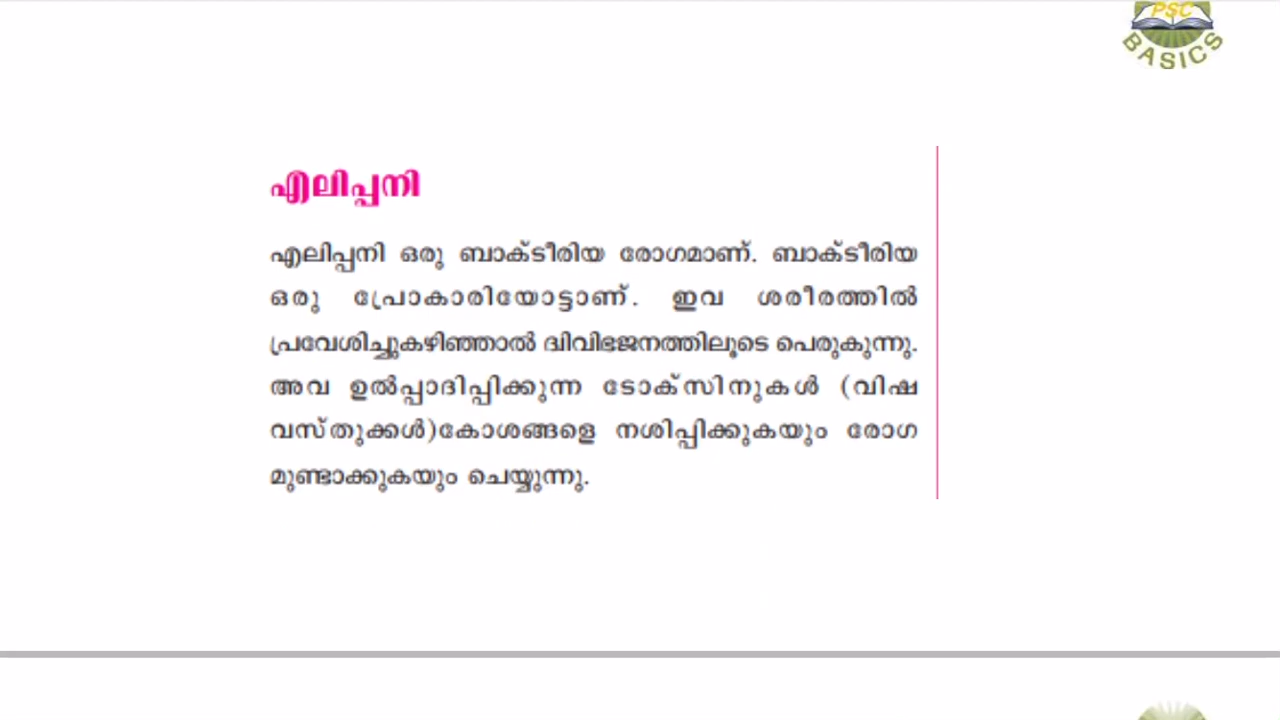 PSC
BASICS
എലിപ്പനി
എലിപ്പനി ഒരു ബാക്ടീരിയ രോഗമാണ്. ബാക്ടീരിയ
ഒരു പ്രോകാരിയോട്ടാണ്. ഇവ ശരീരത്തിൽ
പ്രവേശിച്ചുകഴിഞ്ഞാൽ ദ്വിവിഭജനത്തിലൂടെ പെരുകുന്നു.
അവ ഉൽപ്പാദിപ്പിക്കുന്ന ടോക്സിനുകൾ (വിഷ
വസ്തുക്കൾ)കോശങ്ങളെ നശിപ്പിക്കുകയും രോഗ
മുണ്ടാക്കുകയും ചെയ്യുന്നു.